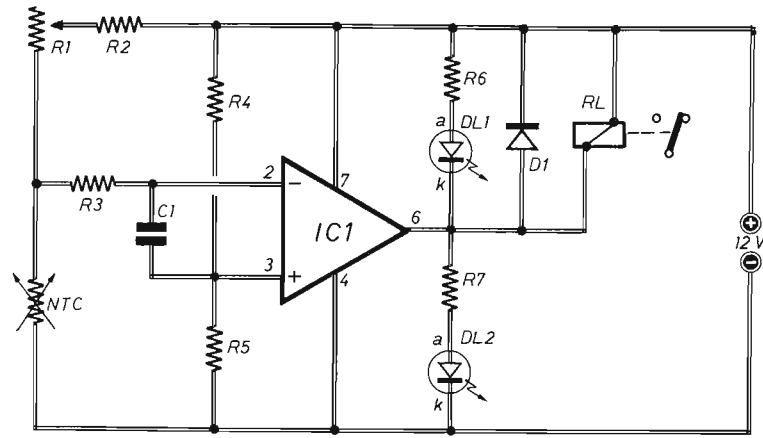 R1
R2
R4
R6
RL
a
DL1
D1
k
R3
C1
2
−
7
IC1
6
3
+
4
12 V
+
−
NTC
R5
R7
a
DL2
k